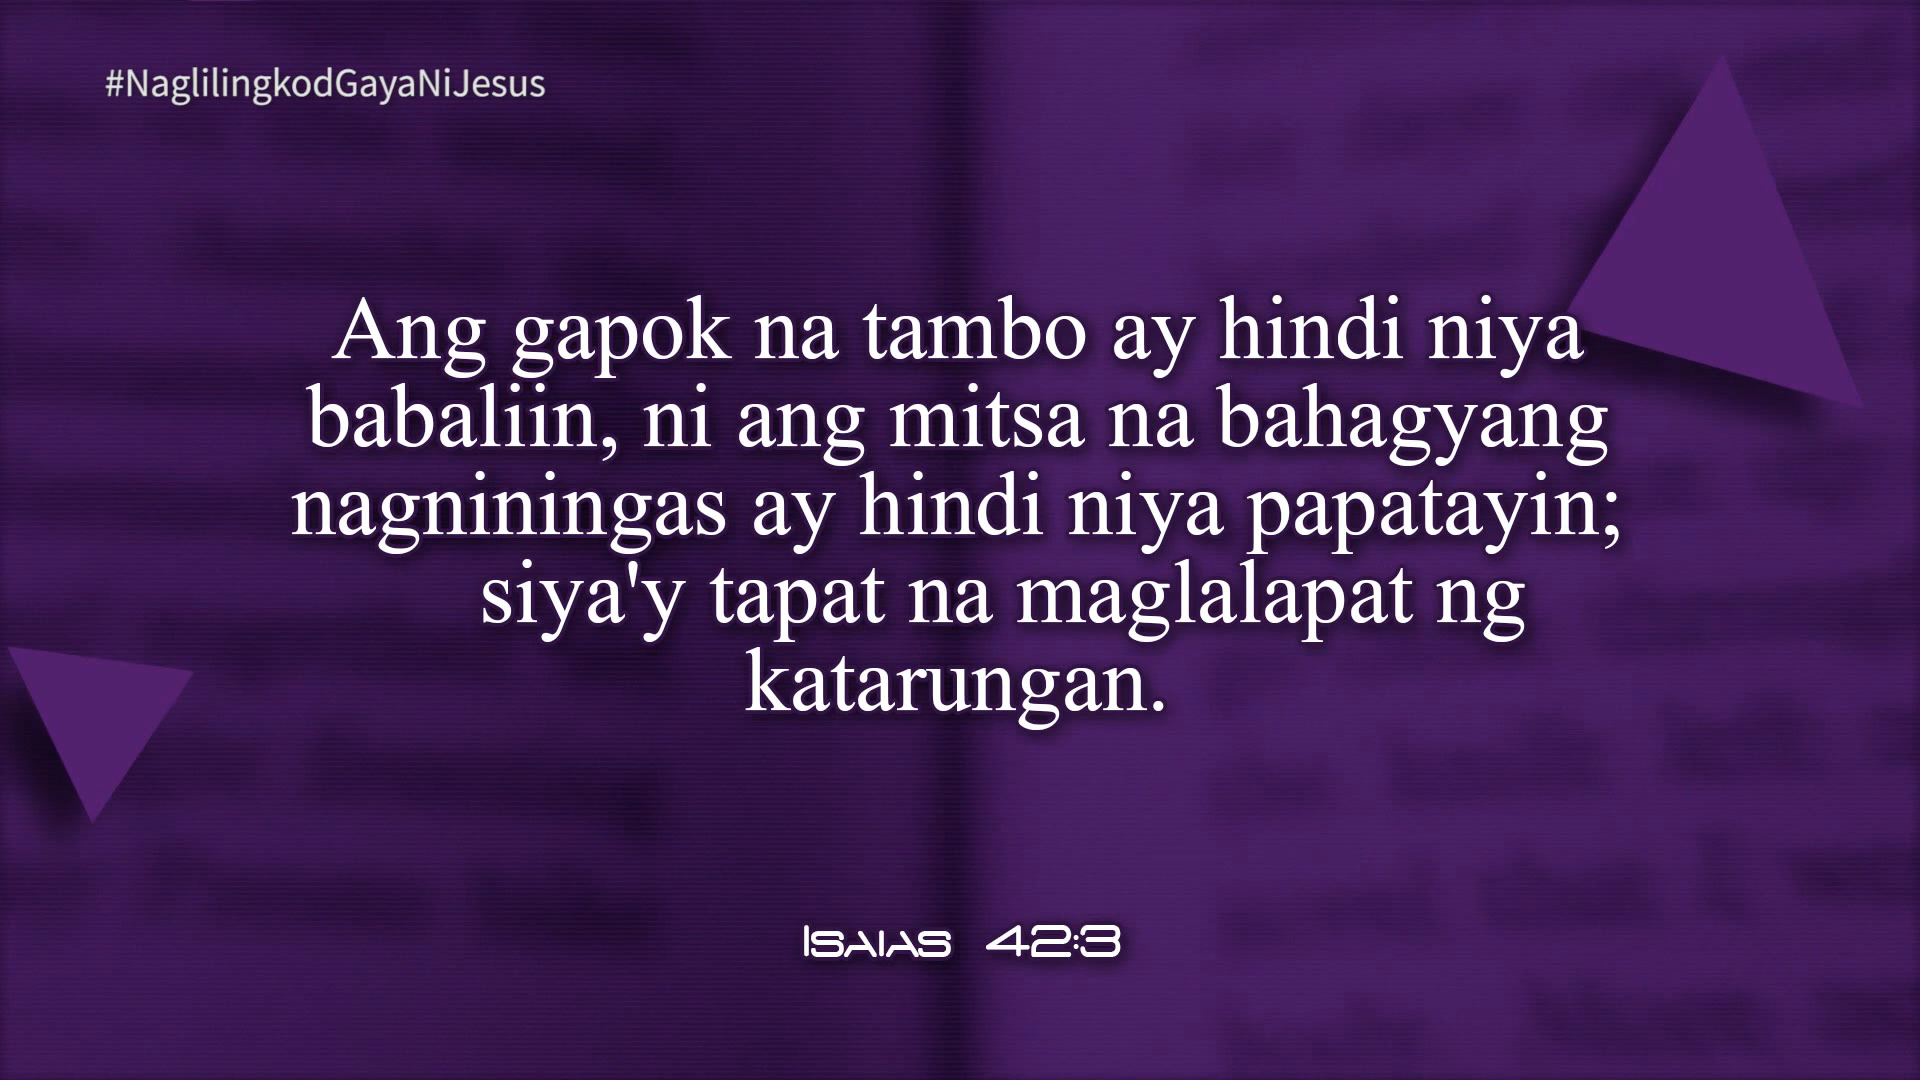 #NaglilingkodGayaNiJesus
Ang gapok na tambo ay hindi niya
babaliin, ni ang mitsa na bahagyang
nagniningas ay hindi niya papatayin;
siya'y tapat na maglalapat ng
katarungan.
Isaias 42:3